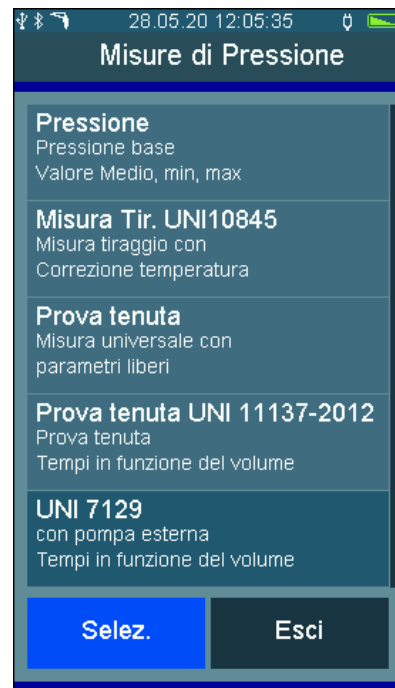 28.05.20 12:05:35
Misure di Pressione
Pressione
Pressione base
Valore Medio, min, max
Misura Tir. UNI10845
Misura tiraggio con
Correzione temperatura
Prova tenuta
Misura universale con
parametri liberi
Prova tenuta UNI 11137-2012
Prova tenuta
Tempi in funzione del volume
UNI 7129
con pompa esterna
Tempi in funzione del volume
Selez.
Esci